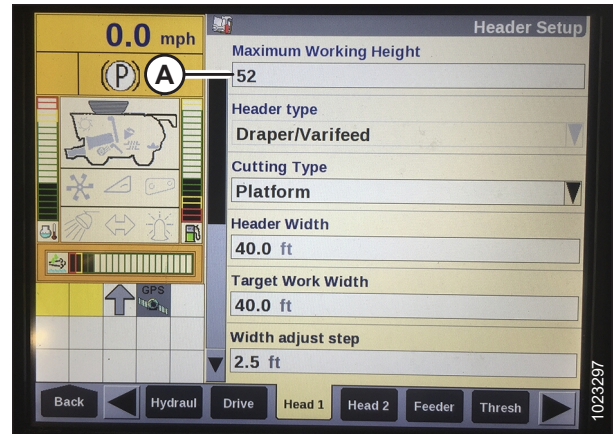 0.0 mph
(P)
A
Header Setup
Maximum Working Height
52
Header type
Draper/Varifeed
Cutting Type
Platform
Header Width
40.0 ft
Target Work Width
40.0 ft
Width adjust step
2.5 ft
GPS
Back
Hydraul
Drive
Head 1
Head 2
Feeder
Thresh
1023297